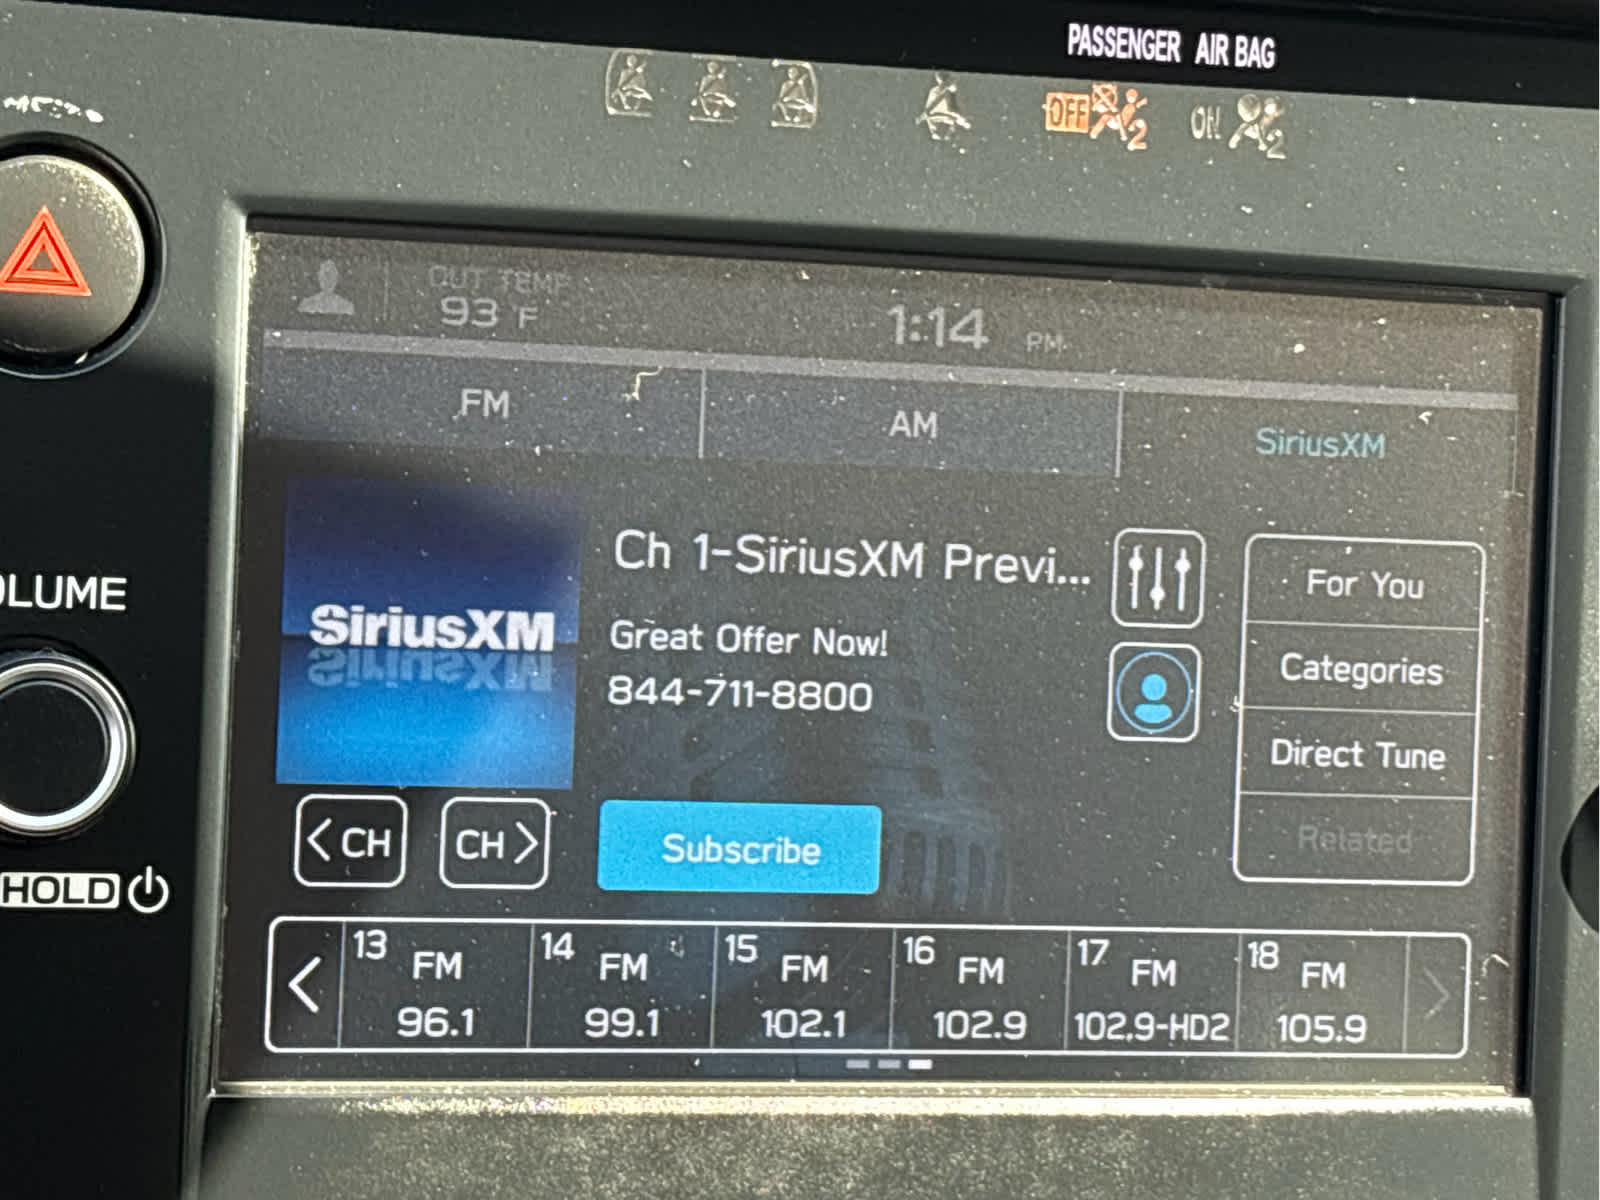 PASSENGER AIR BAG
OFF 2 ON 2
OUT TEMP
93 F
1:14 PM
FM
AM
SiriusXM
SiriusXM
Ch 1-SiriusXM Previ...
Great Offer Now!
844-711-8800
For You
Categories
Direct Tune
Related
CH
CH
Subscribe
13 FM 96.1
14 FM 99.1
15 FM 102.1
16 FM 102.9
17 FM 102.9-HD2
18 FM 105.9
OLUME
HOLD